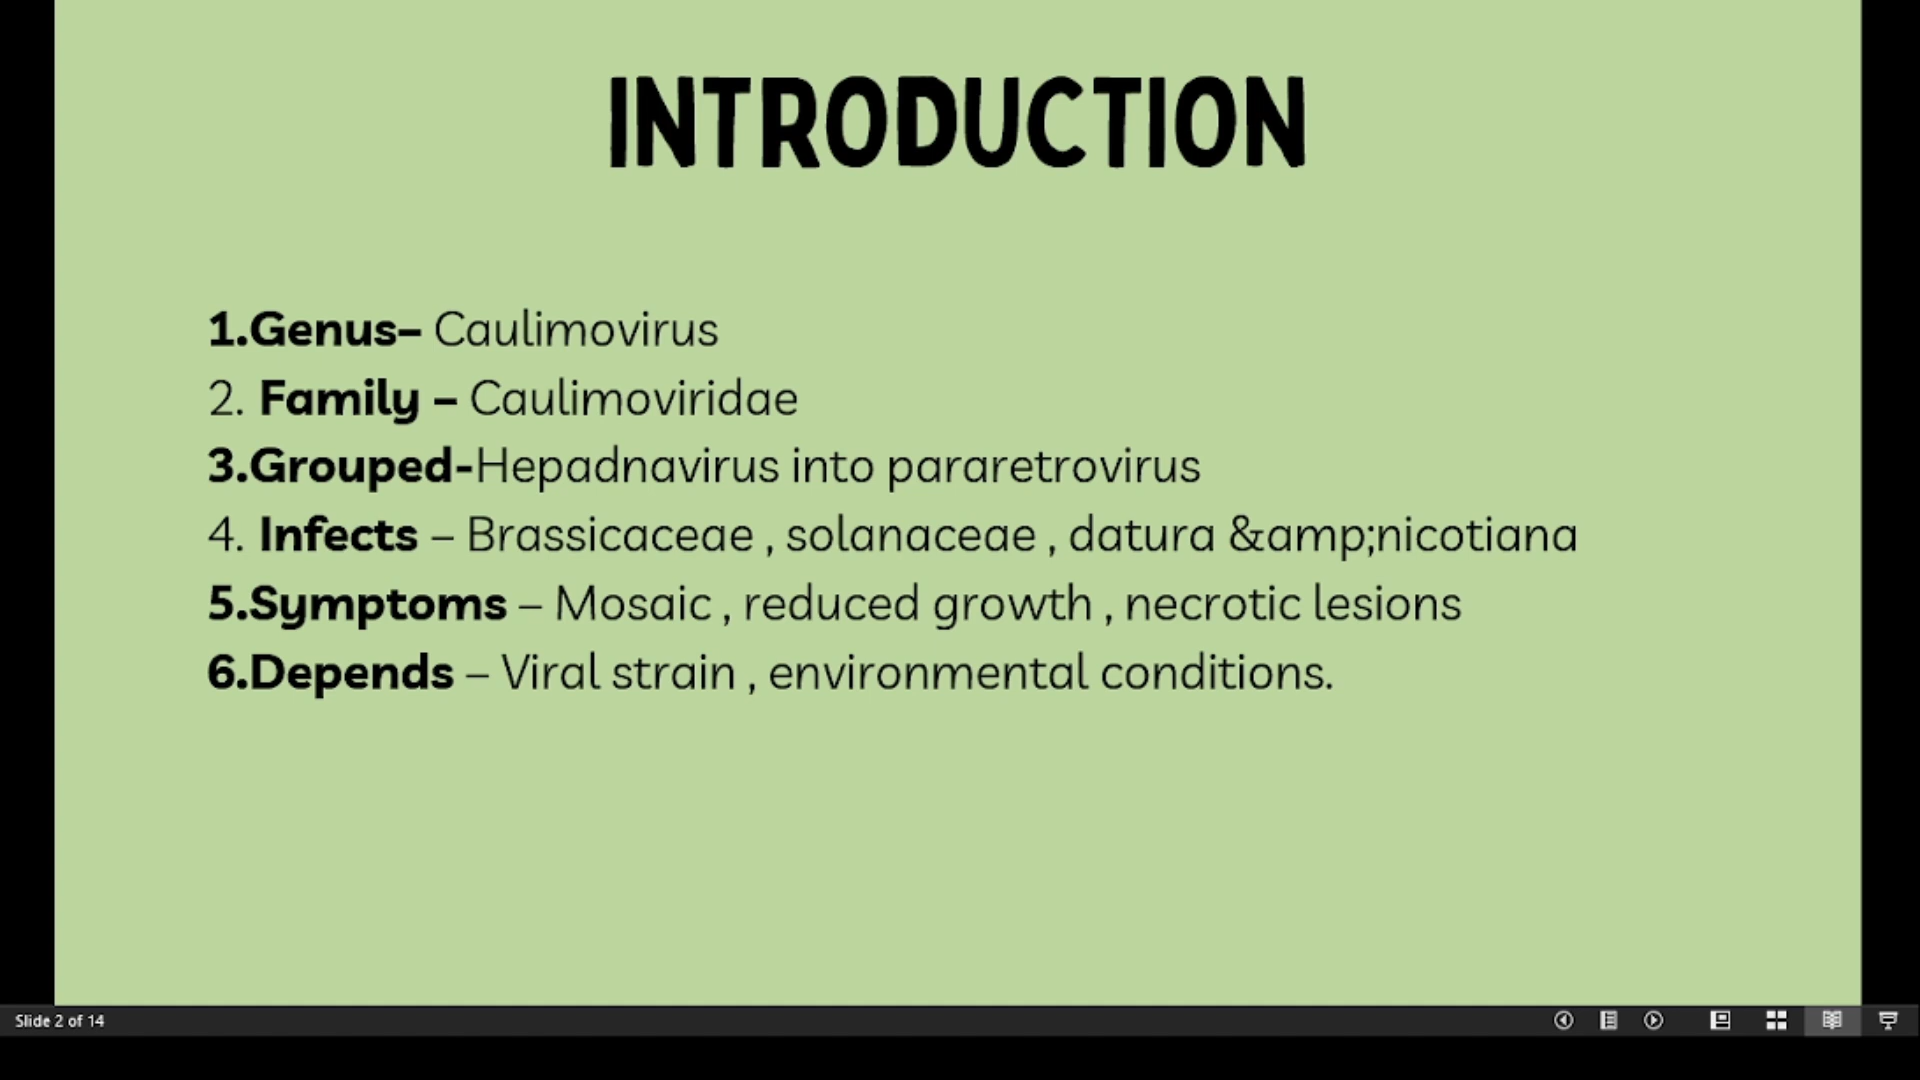 INTRODUCTION
1.Genus– Caulimovirus
2. Family – Caulimoviridae
3.Grouped-Hepadnavirus into pararetrovirus
4. Infects – Brassicaceae , solanaceae , datura &amp;nicotiana
5.Symptoms – Mosaic , reduced growth , necrotic lesions
6.Depends – Viral strain , environmental conditions.
Slide 2 of 14